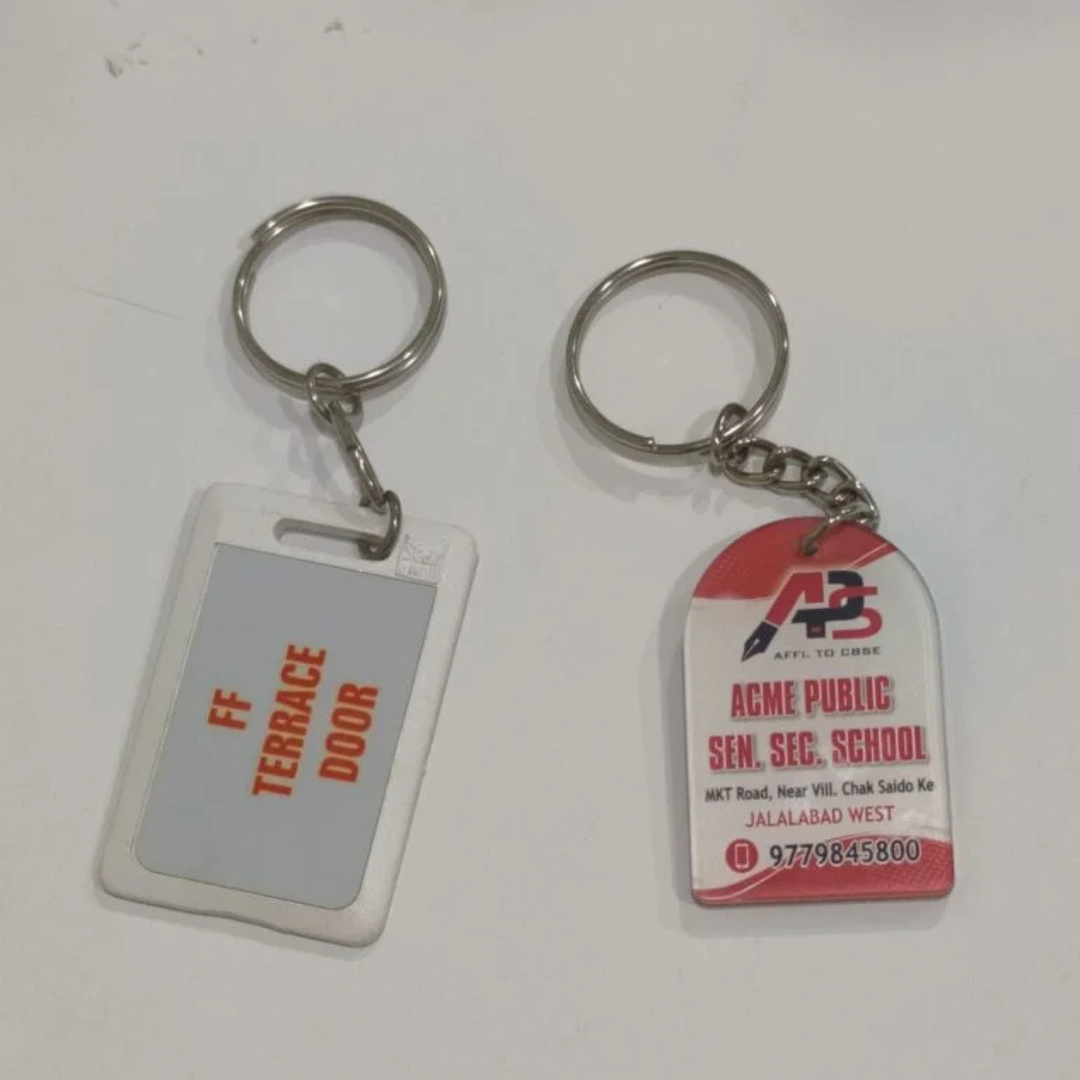 FF
TERRACE
DOOR
APS
AFFI. TO CBSE
ACME PUBLIC
SEN. SEC. SCHOOL
MKT Road, Near Vill. Chak Saido Ke
JALALABAD WEST
9779845800